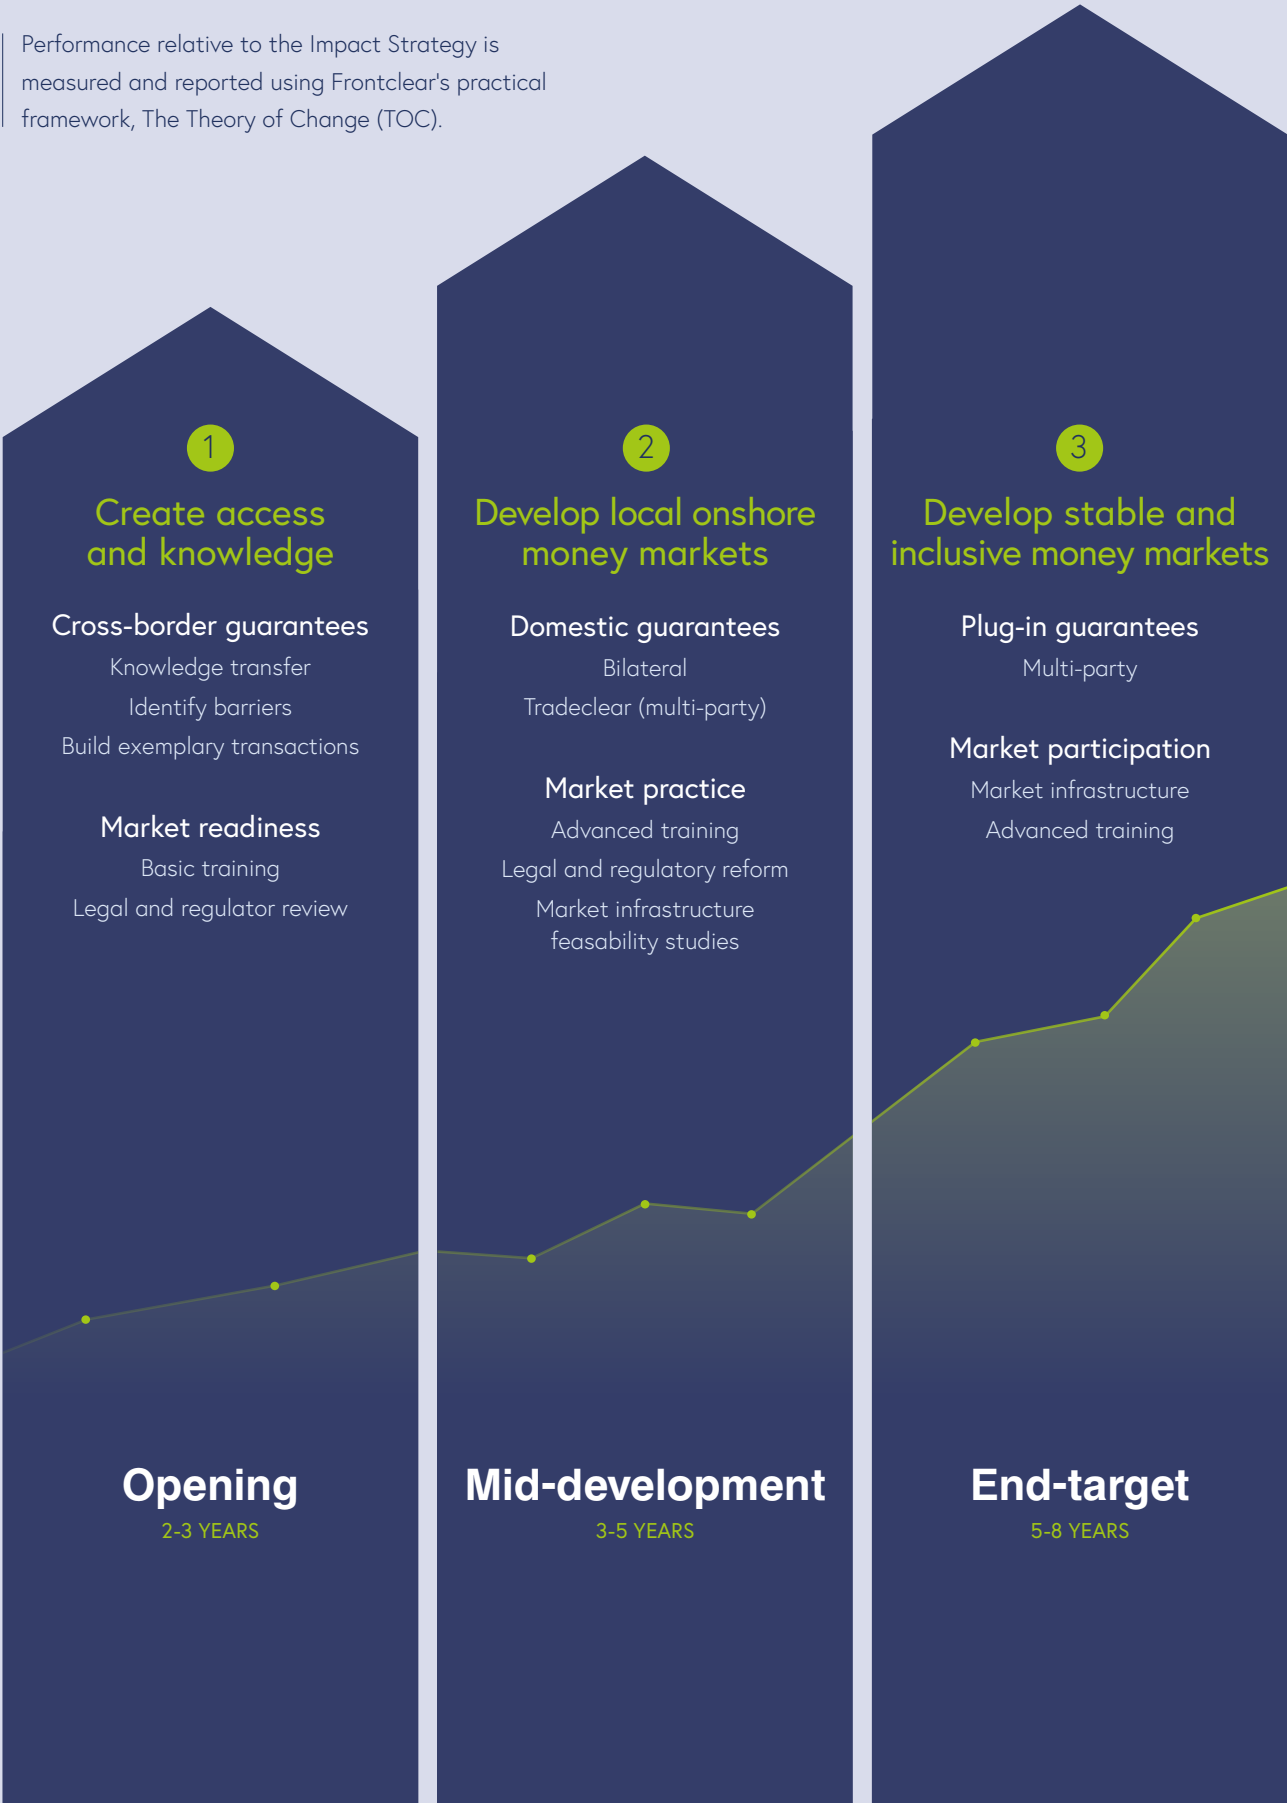 Performance relative to the Impact Strategy is
measured and reported using Frontclear's practical
framework, The Theory of Change (TOC).
1
Create access
and knowledge
Cross-border guarantees
Knowledge transfer
Identify barriers
Build exemplary transactions
Market readiness
Basic training
Legal and regulator review
Opening
2-3 YEARS
2
Develop local onshore
money markets
Domestic guarantees
Bilateral
Tradeclear (multi-party)
Market practice
Advanced training
Legal and regulatory reform
Market infrastructure
feasability studies
Mid-development
3-5 YEARS
3
Develop stable and
inclusive money markets
Plug-in guarantees
Multi-party
Market participation
Market infrastructure
Advanced training
End-target
5-8 YEARS